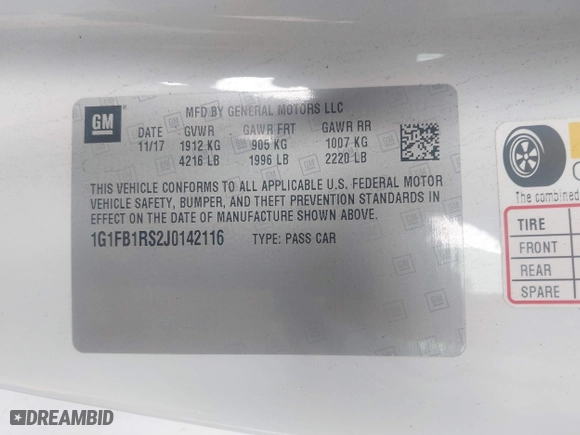 GM
MFD BY GENERAL MOTORS LLC
DATE GVWR GAWR FRT GAWR RR
11/17 1912 KG 905 KG 1007 KG
4216 LB 1996 LB 2220 LB
THIS VEHICLE CONFORMS TO ALL APPLICABLE U.S. FEDERAL MOTOR
VEHICLE SAFETY, BUMPER, AND THEFT PREVENTION STANDARDS IN
EFFECT ON THE DATE OF MANUFACTURE SHOWN ABOVE.
1G1FB1RS2J0142116 TYPE: PASS CAR
The combined
TIRE
FRONT
REAR
SPARE
DREAMBID